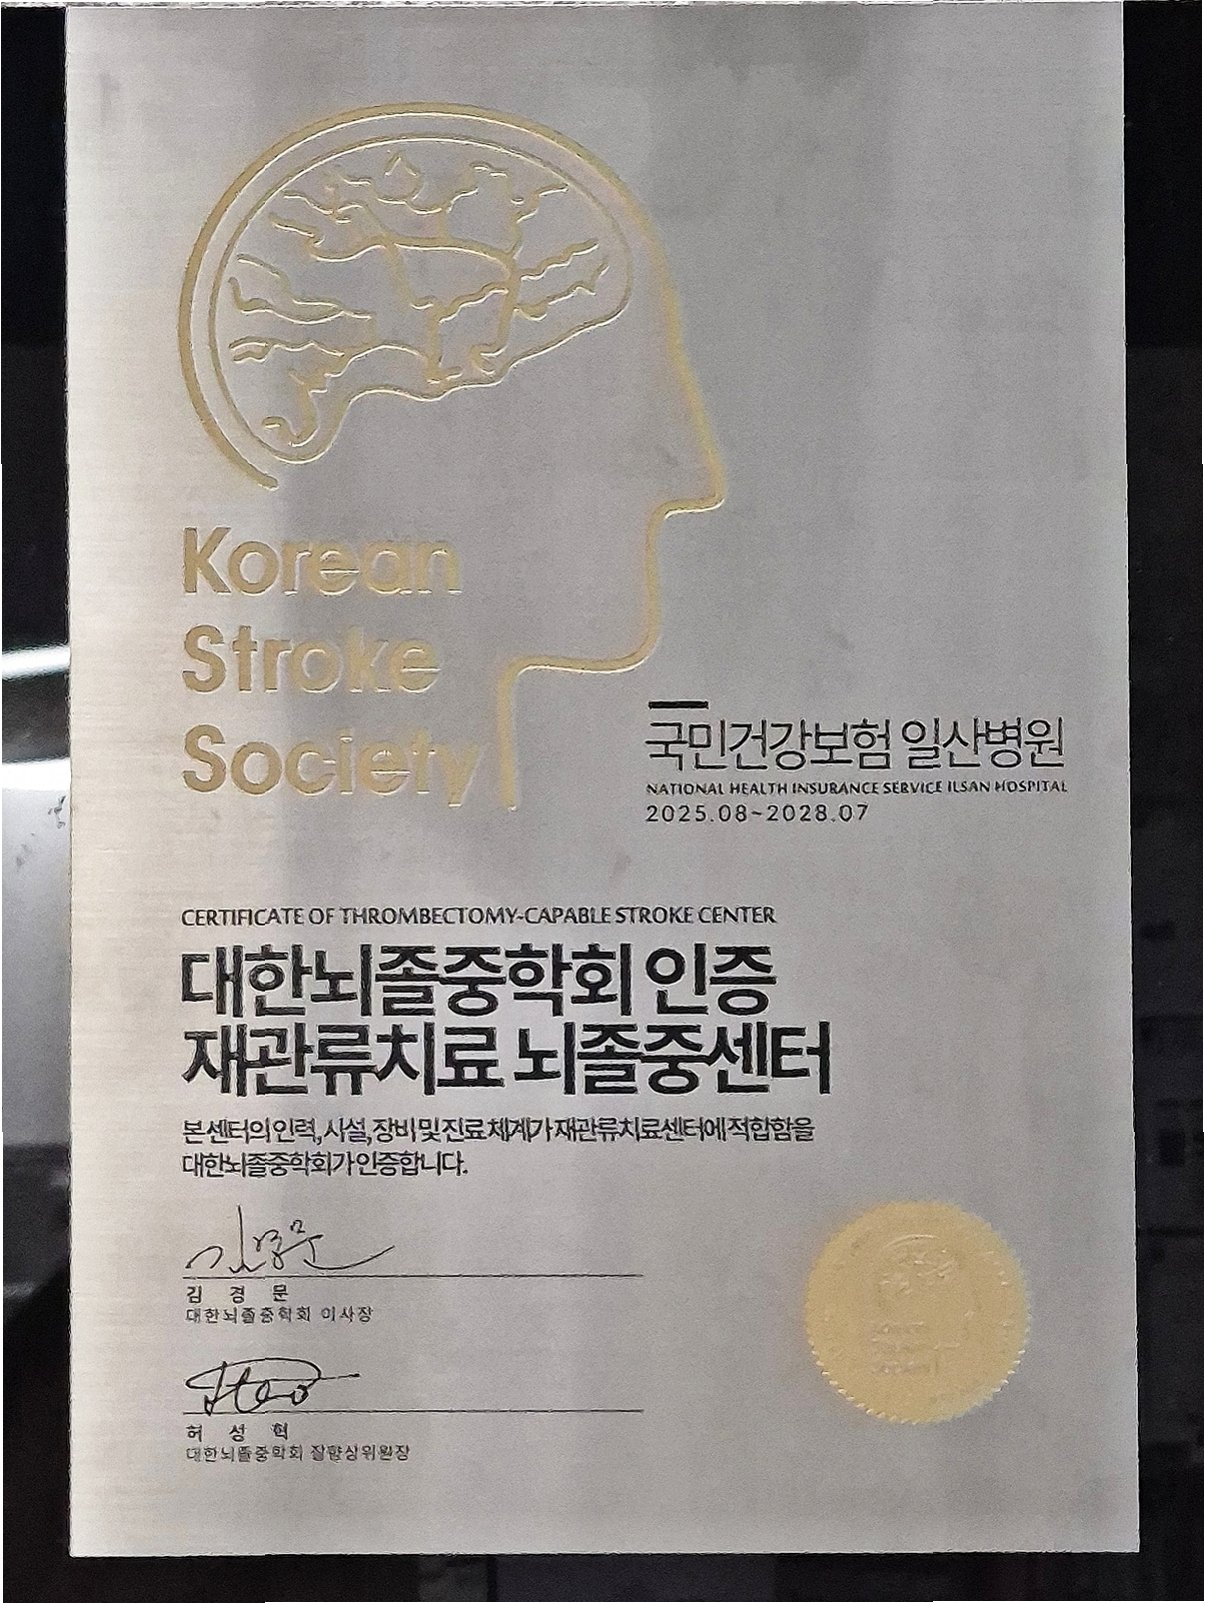 Korean
Stroke
Society
국민건강보험 일산병원
NATIONAL HEALTH INSURANCE SERVICE ILSAN HOSPITAL
2025.08~2028.07
CERTIFICATE OF THROMBECTOMY-CAPABLE STROKE CENTER
대한뇌졸중학회 인증
재관류치료 뇌졸중센터
본 센터의 인력, 시설, 장비 및 진료 체계가 재관류치료센터에 적합함을
대한뇌졸중학회가 인증합니다.
김 경 문
대한뇌졸중학회 이사장
허 성 혁
대한뇌졸중학회 질향상위원장